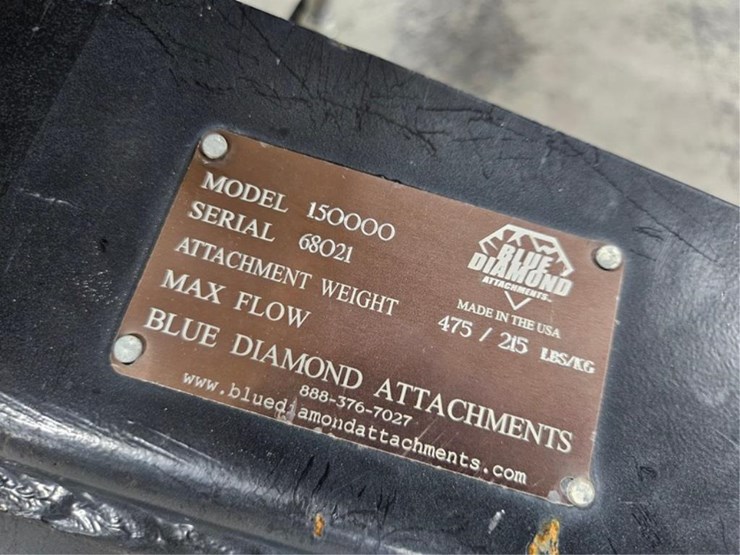 MODEL 150000
SERIAL 68021
ATTACHMENT WEIGHT 475 / 215 LBS/KG
MAX FLOW
BLUE DIAMOND ATTACHMENTS
888-376-7027
www.bluediamondattachments.com
BLUE
DIAMOND
ATTACHMENTS
MADE IN THE USA